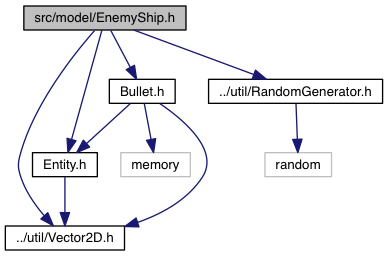 src/model/EnemyShip.h
Bullet.h
../util/RandomGenerator.h
Entity.h
memory
random
../util/Vector2D.h